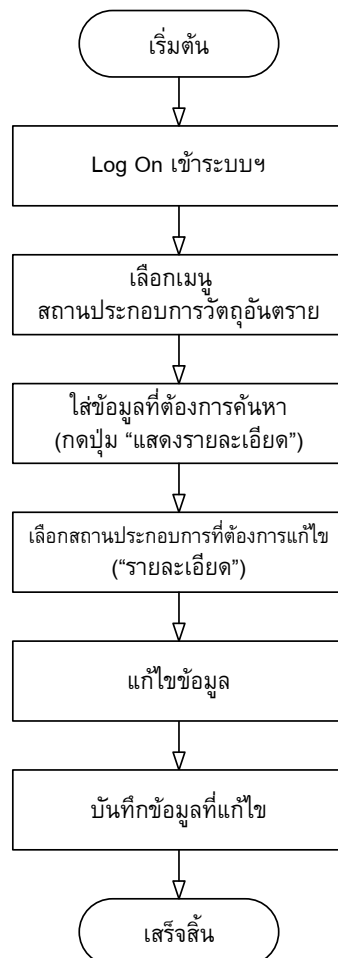 เริ่มต้น
Log On เข้าระบบฯ
เลือกเมนู
สถานประกอบการวัตถุอันตราย
ใส่ข้อมูลที่ต้องการค้นหา
(กดปุ่ม “แสดงรายละเอียด”)
เลือกสถานประกอบการที่ต้องการแก้ไข
(“รายละเอียด”)
แก้ไขข้อมูล
บันทึกข้อมูลที่แก้ไข
เสร็จสิ้น